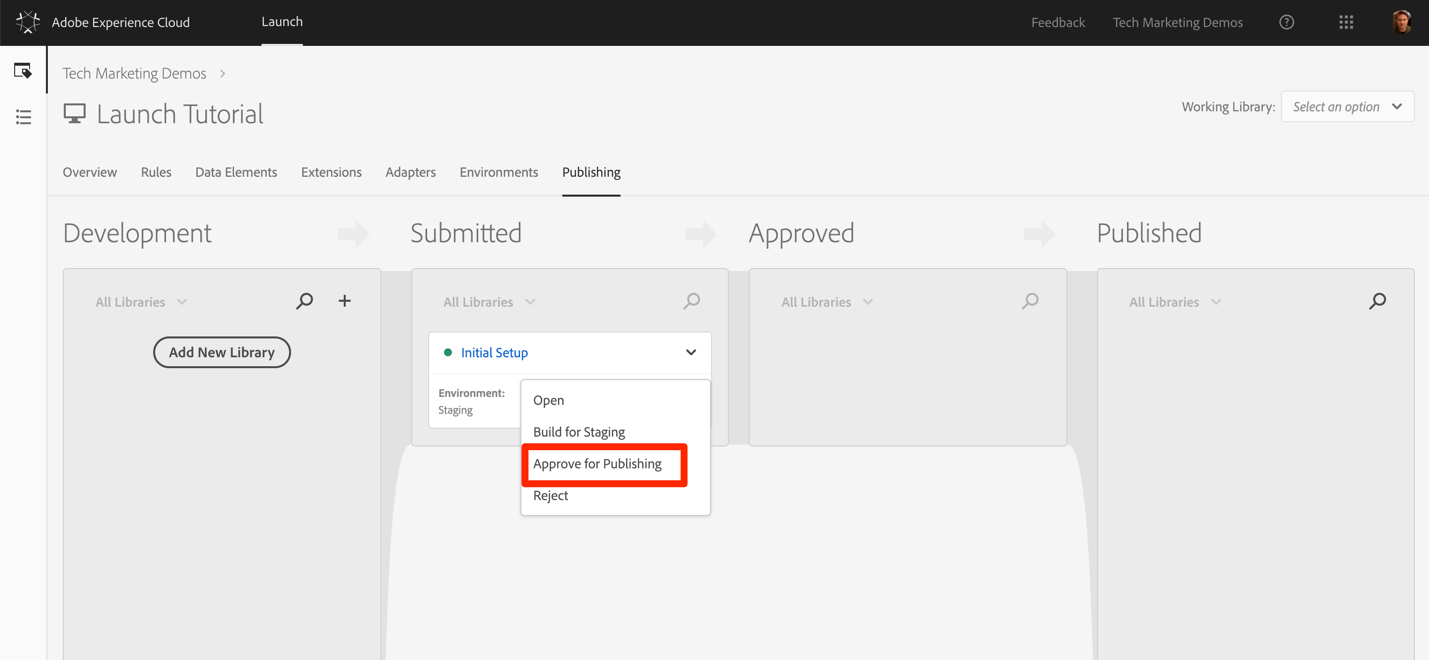 Adobe Experience Cloud
Launch
Feedback
Tech Marketing Demos
Tech Marketing Demos
Launch Tutorial
Working Library:
Select an option
Overview
Rules
Data Elements
Extensions
Adapters
Environments
Publishing
Development
Submitted
Approved
Published
All Libraries
All Libraries
All Libraries
All Libraries
Add New Library
Initial Setup
Environment:
Staging
Open
Build for Staging
Approve for Publishing
Reject